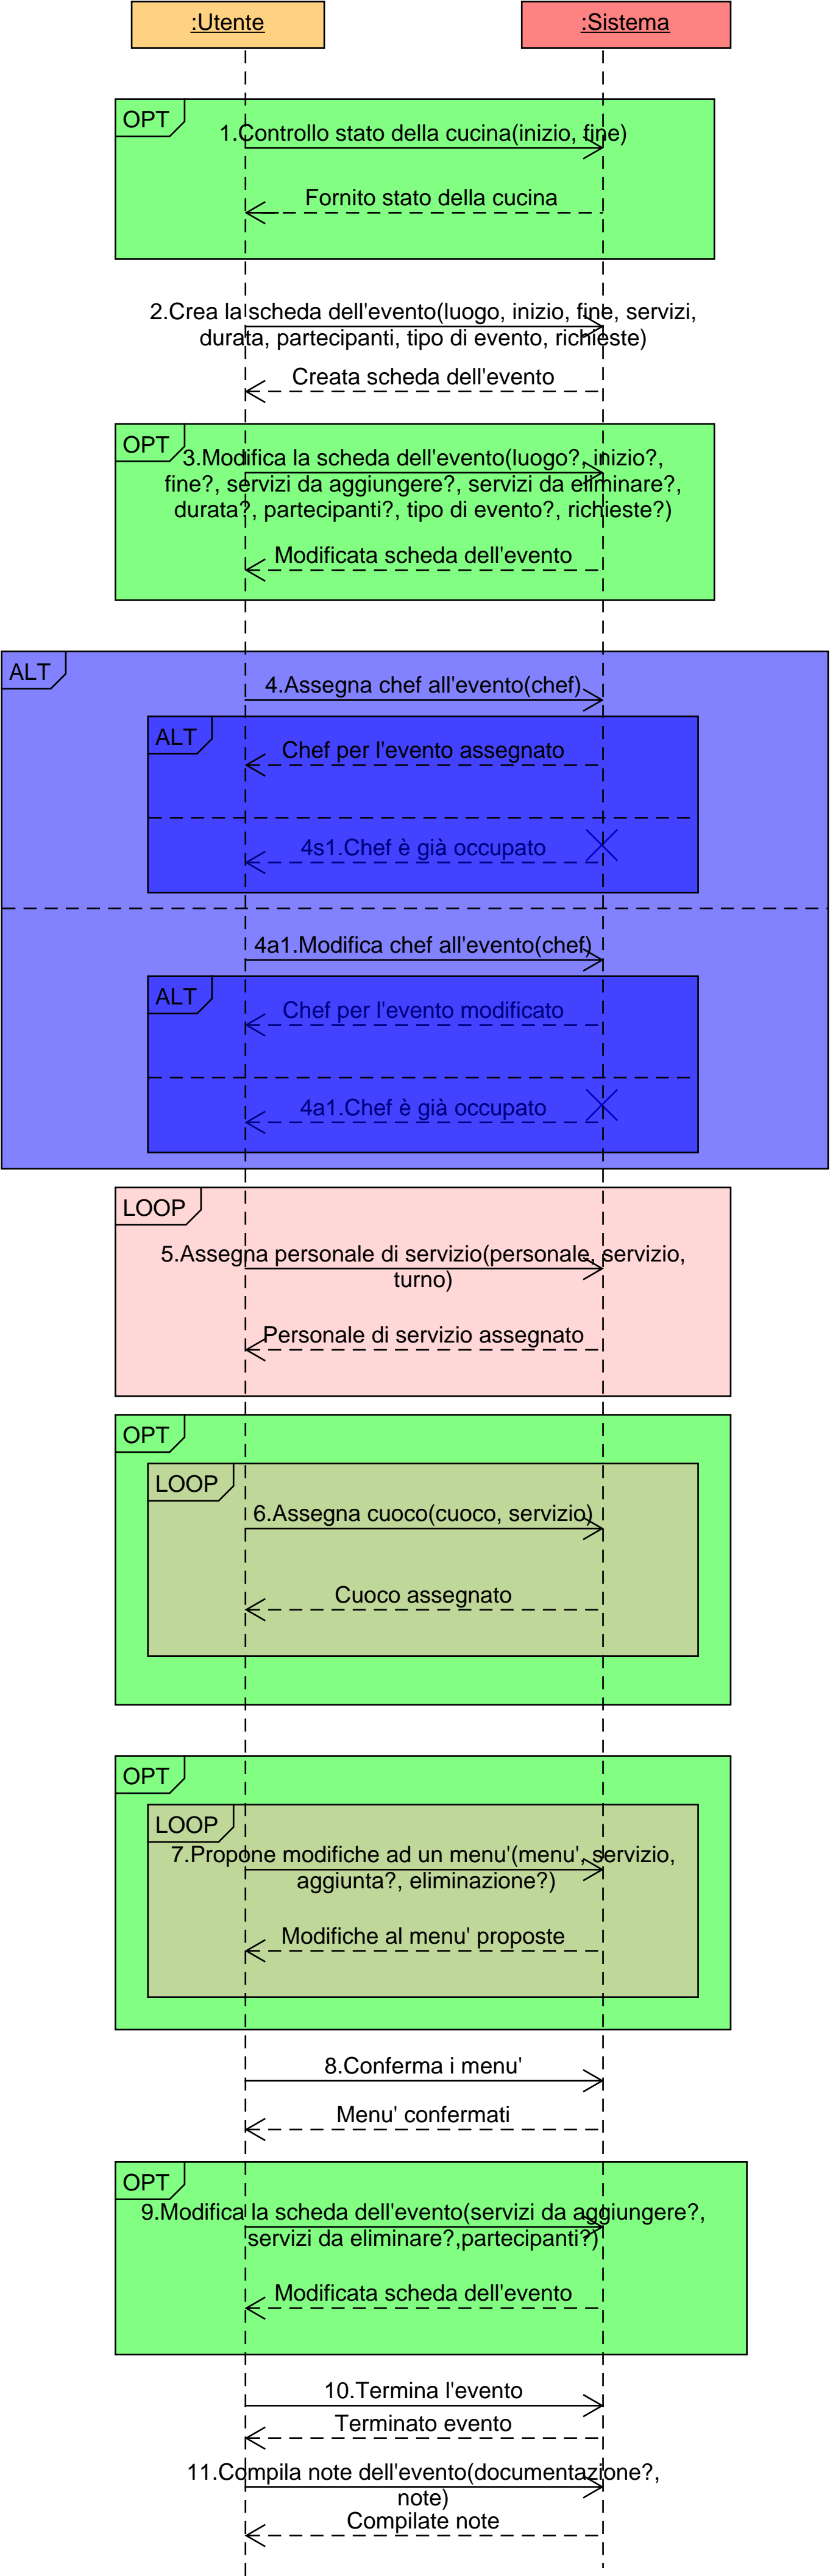 :Utente
:Sistema
OPT
1.Controllo stato della cucina(inizio, fine)
Fornito stato della cucina
2.Crea la scheda dell'evento(luogo, inizio, fine, servizi,
durata, partecipanti, tipo di evento, richieste)
Creata scheda dell'evento
OPT
3.Modifica la scheda dell'evento(luogo?, inizio?,
fine?, servizi da aggiungere?, servizi da eliminare?,
durata?, partecipanti?, tipo di evento?, richieste?)
Modificata scheda dell'evento
ALT
4.Assegna chef all'evento(chef)
ALT
Chef per l'evento assegnato
4s1.Chef è già occupato
4a1.Modifica chef all'evento(chef)
ALT
Chef per l'evento modificato
4a1.Chef è già occupato
LOOP
5.Assegna personale di servizio(personale, servizio,
turno)
Personale di servizio assegnato
OPT
LOOP
6.Assegna cuoco(cuoco, servizio)
Cuoco assegnato
OPT
LOOP
7.Propone modifiche ad un menu'(menu', servizio,
aggiunta?, eliminazione?)
Modifiche al menu' proposte
8.Conferma i menu'
Menu' confermati
OPT
9.Modifica la scheda dell'evento(servizi da aggiungere?,
servizi da eliminare?,partecipanti?)
Modificata scheda dell'evento
10.Termina l'evento
Terminato evento
11.Compila note dell'evento(documentazione?,
note)
Compilate note